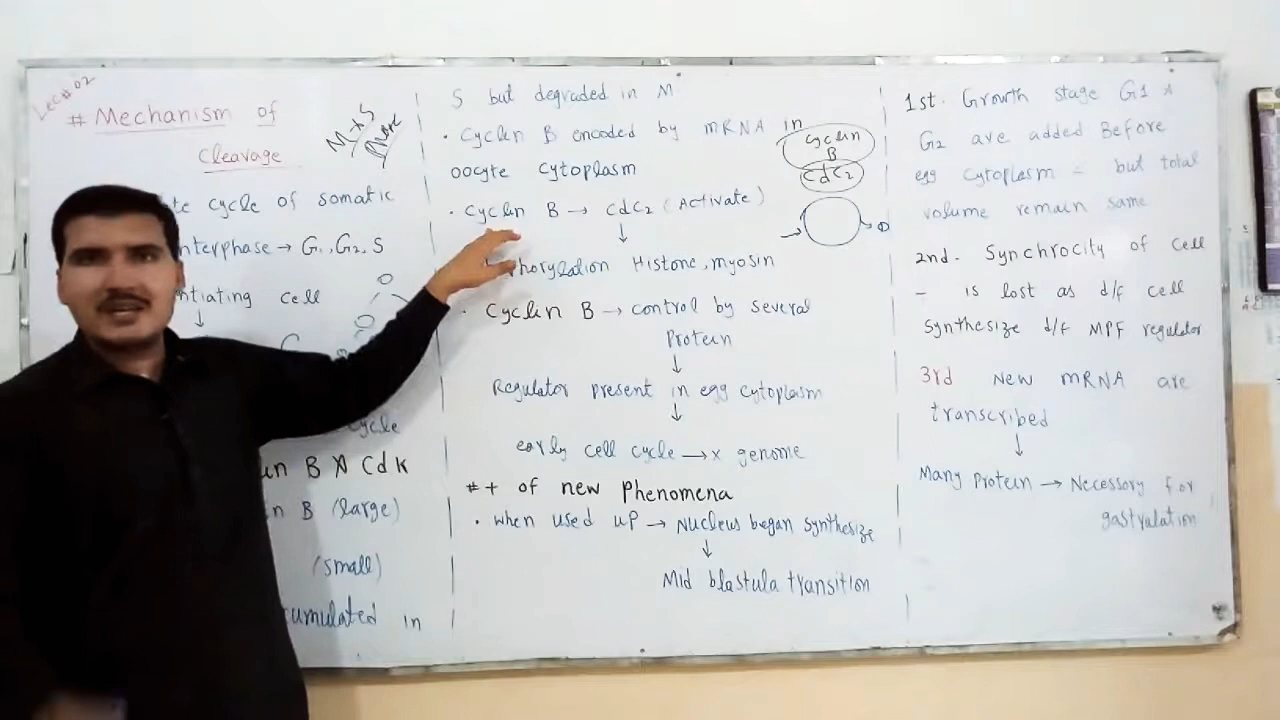 Lec#02
# Mechanism of
Cleavage
M→S
te cycle of somatic
nterphase → G1, G2, S
ntiating cell
↓
C
cycle
in B Cdk
n B (large)
(small)
cumulated in
S but degraded in M
· Cyclin B encoded by mRNA in
oocyte cytoplasm
· Cyclin B → CdC2 (Activate)
↓
horylation Histone, myosin
· Cyclin B → control by several
Protein
↓
Regulator present in egg cytoplasm
↓
early cell cycle → x genome
# + of new Phenomena
· when used up → Nucleus began synthesize
↓
Mid blastula transition
Cyclin
B
CdC2
1st. Growth stage G1 A
G2 are added Before
egg cytoplasm - but total
volume remain same
2nd. Synchrocity of Cell
- is lost as d/f cell
Synthesize d/f MPF regulator
3rd New mRNA are
transcribed
↓
Many Protein → Necessary for
gastrulation